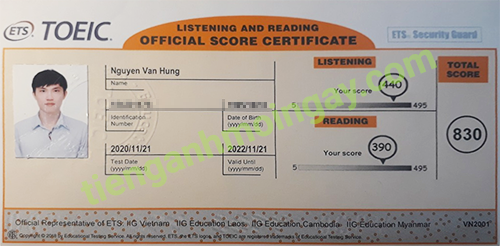 LISTENING AND READING
OFFICIAL SCORE CERTIFICATE
ETS TOEIC
ETS Security Guard
Nguyen Van Hung
Name
Identification
Number
Date of Birth
(yyyy/mm/dd)
2020/11/21
2022/11/21
Test Date
(yyyy/mm/dd)
Valid Until
(yyyy/mm/dd)
LISTENING
Your score
440
495
READING
Your score
390
5
495
TOTAL
SCORE
830
tienganhmoingay.com
Official Representative of ETS: IIG Vietnam IIG Education Laos IIG Education Cambodia IIG Education Myanmar
VN2001